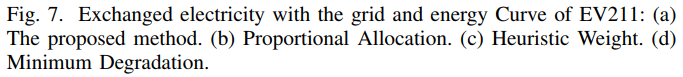 Fig. 7. Exchanged electricity with the grid and energy Curve of EV211: (a)
The proposed method. (b) Proportional Allocation. (c) Heuristic Weight. (d)
Minimum Degradation.